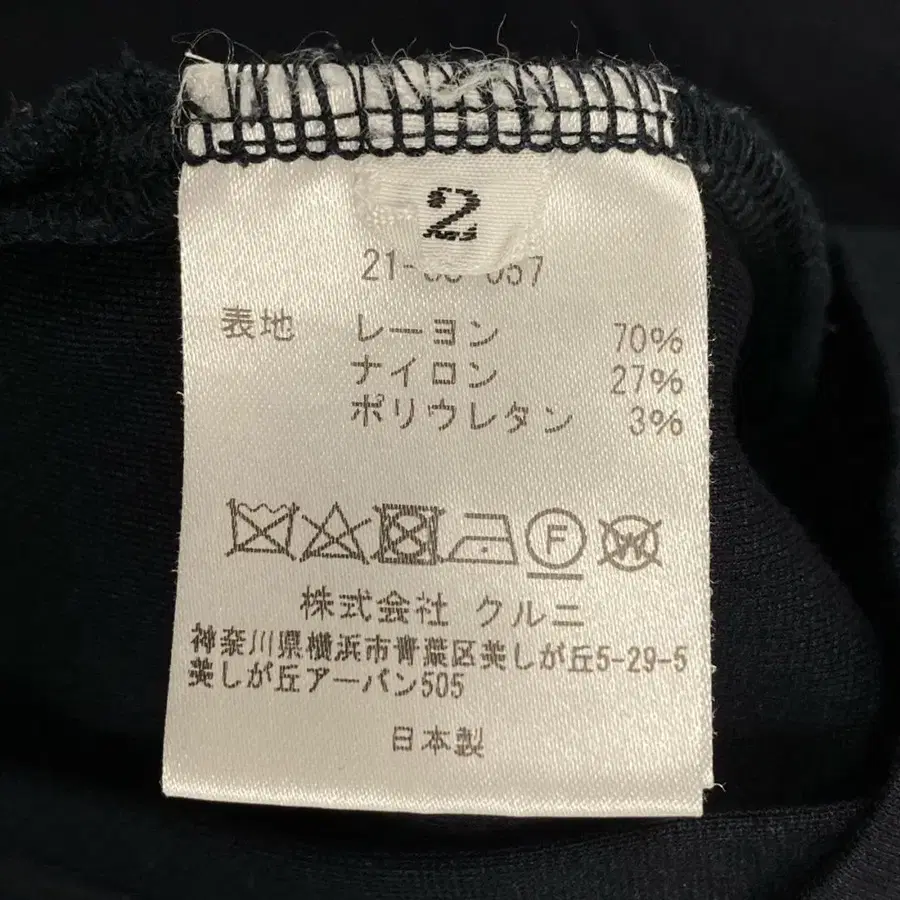 2
表地 レーヨン 70%
ナイロン 27%
ポリウレタン 3%
F
W
株式会社 クルニ
神奈川県横浜市青葉区美しが丘5-29-5
美しが丘アーバン505
日本製